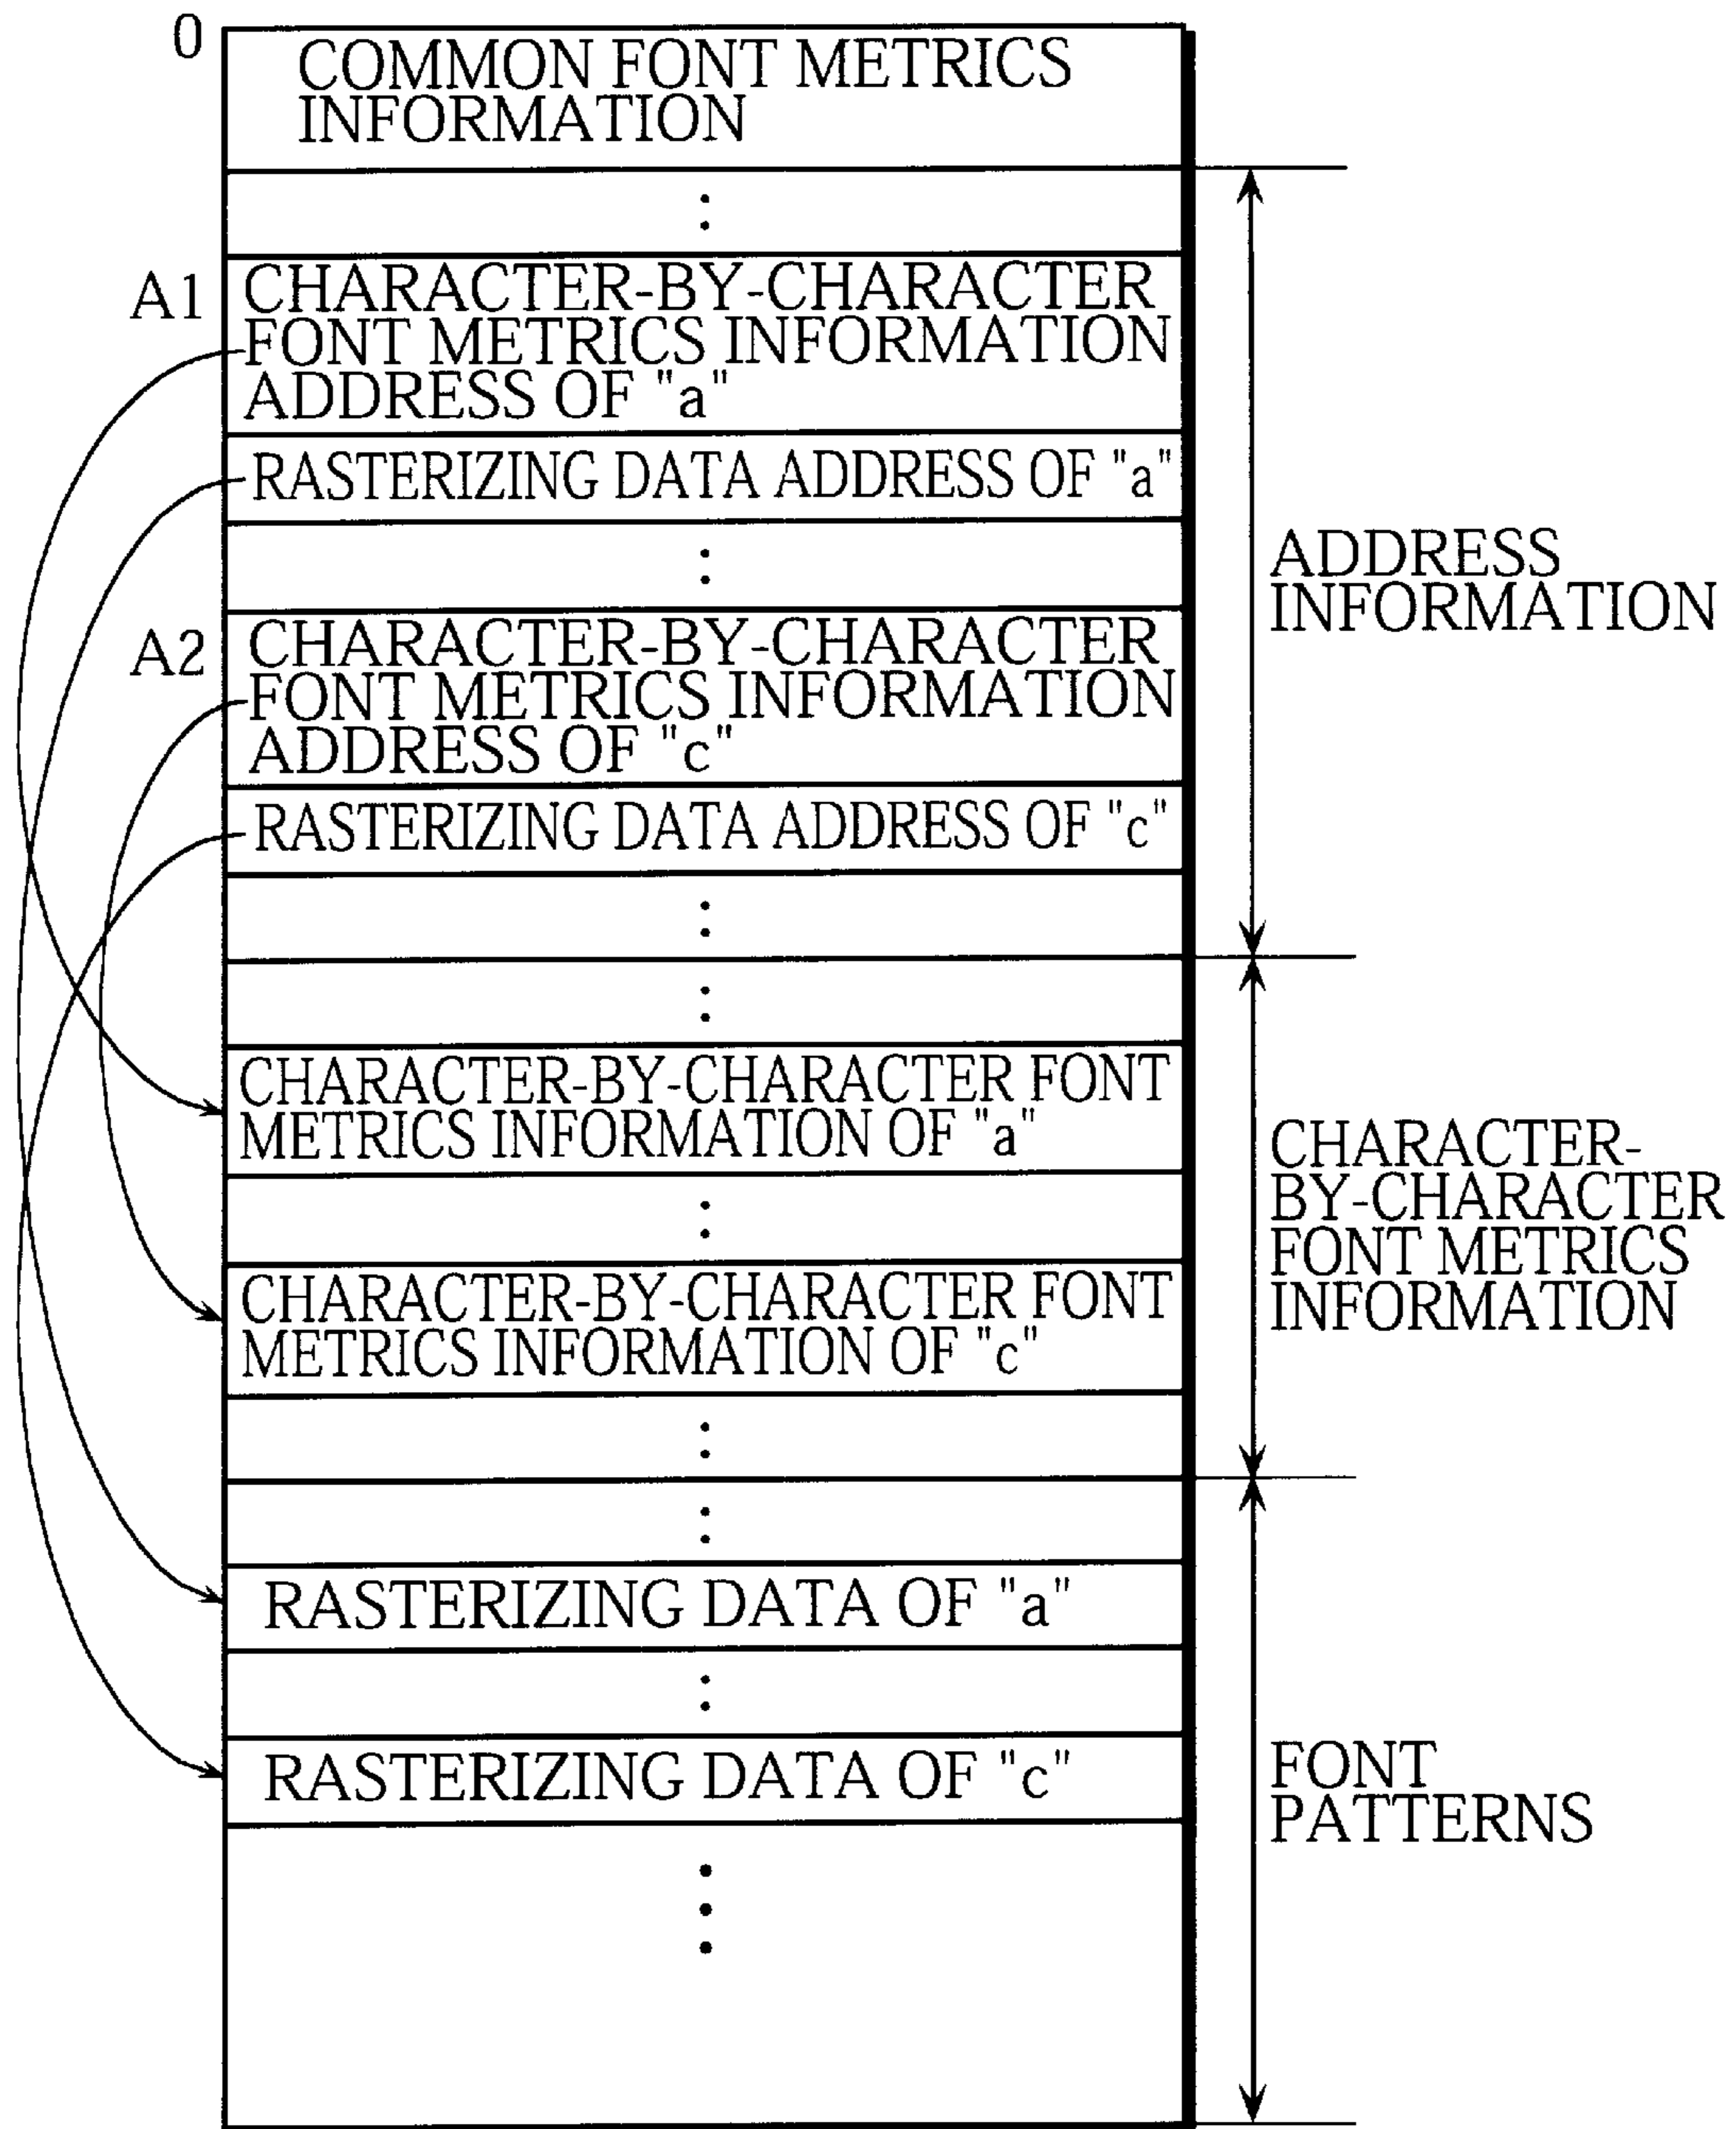 0
COMMON FONT METRICS
INFORMATION
A1
CHARACTER-BY-CHARACTER
FONT METRICS INFORMATION
ADDRESS OF "a"
RASTERIZING DATA ADDRESS OF "a"
ADDRESS
INFORMATION
A2
CHARACTER-BY-CHARACTER
FONT METRICS INFORMATION
ADDRESS OF "c"
RASTERIZING DATA ADDRESS OF "c"
CHARACTER-BY-CHARACTER FONT
METRICS INFORMATION OF "a"
CHARACTER-
BY-CHARACTER
FONT METRICS
INFORMATION
CHARACTER-BY-CHARACTER FONT
METRICS INFORMATION OF "c"
RASTERIZING DATA OF "a"
RASTERIZING DATA OF "c"
FONT
PATTERNS